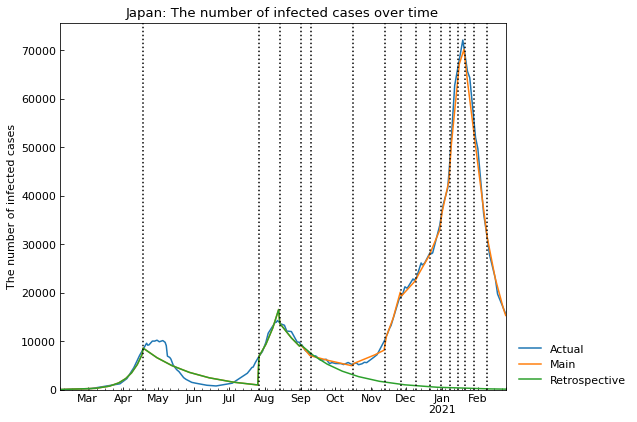 Japan: The number of infected cases over time
The number of infected cases
70000
60000
50000
40000
30000
20000
10000
0
Mar Apr May Jun Jul Aug Sep Oct Nov Dec Jan Feb
2021
Actual
Main
Retrospective